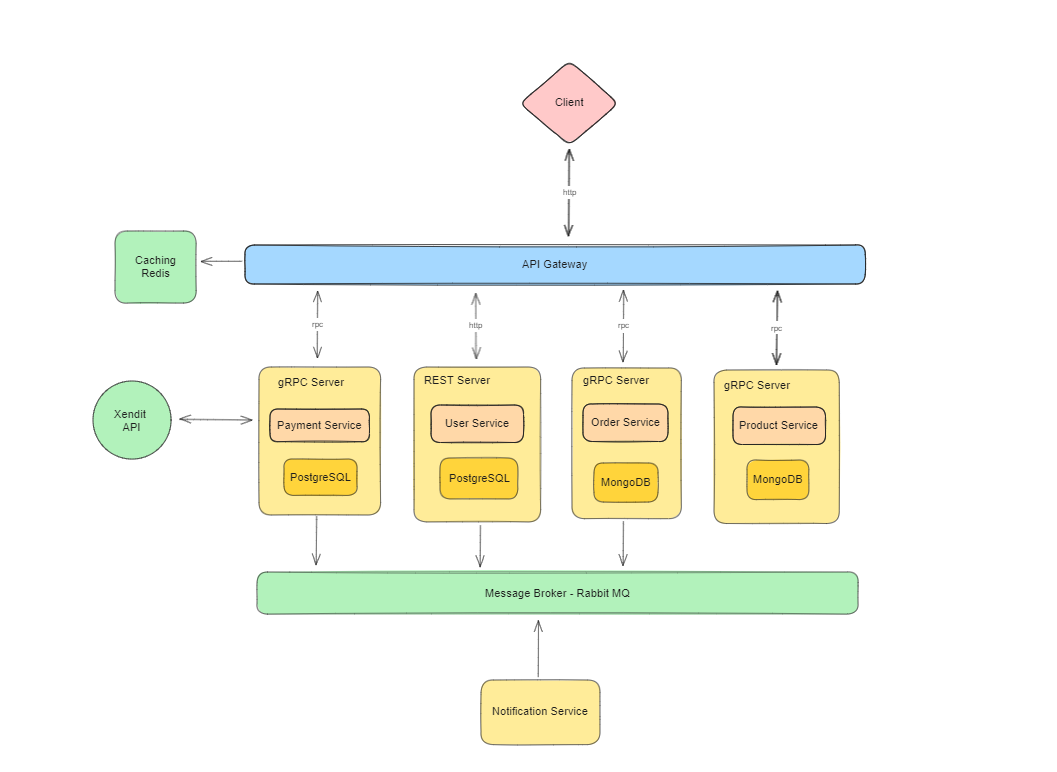 Client
http
API Gateway
Caching
Redis
rpc
http
rpc
rpc
gRPC Server
REST Server
gRPC Server
gRPC Server
Xendit
API
Payment Service
User Service
Order Service
Product Service
PostgreSQL
PostgreSQL
MongoDB
MongoDB
Message Broker - Rabbit MQ
Notification Service